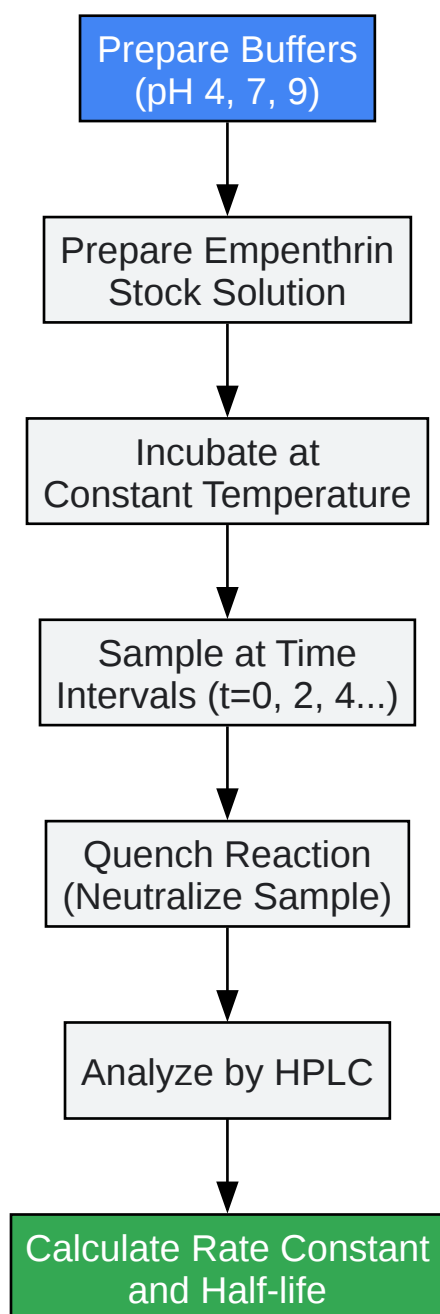 Prepare Buffers
(pH 4, 7, 9)
Prepare Empenthrin
Stock Solution
Incubate at
Constant Temperature
Sample at Time
Intervals (t=0, 2, 4...)
Quench Reaction
(Neutralize Sample)
Analyze by HPLC
Calculate Rate Constant
and Half-life